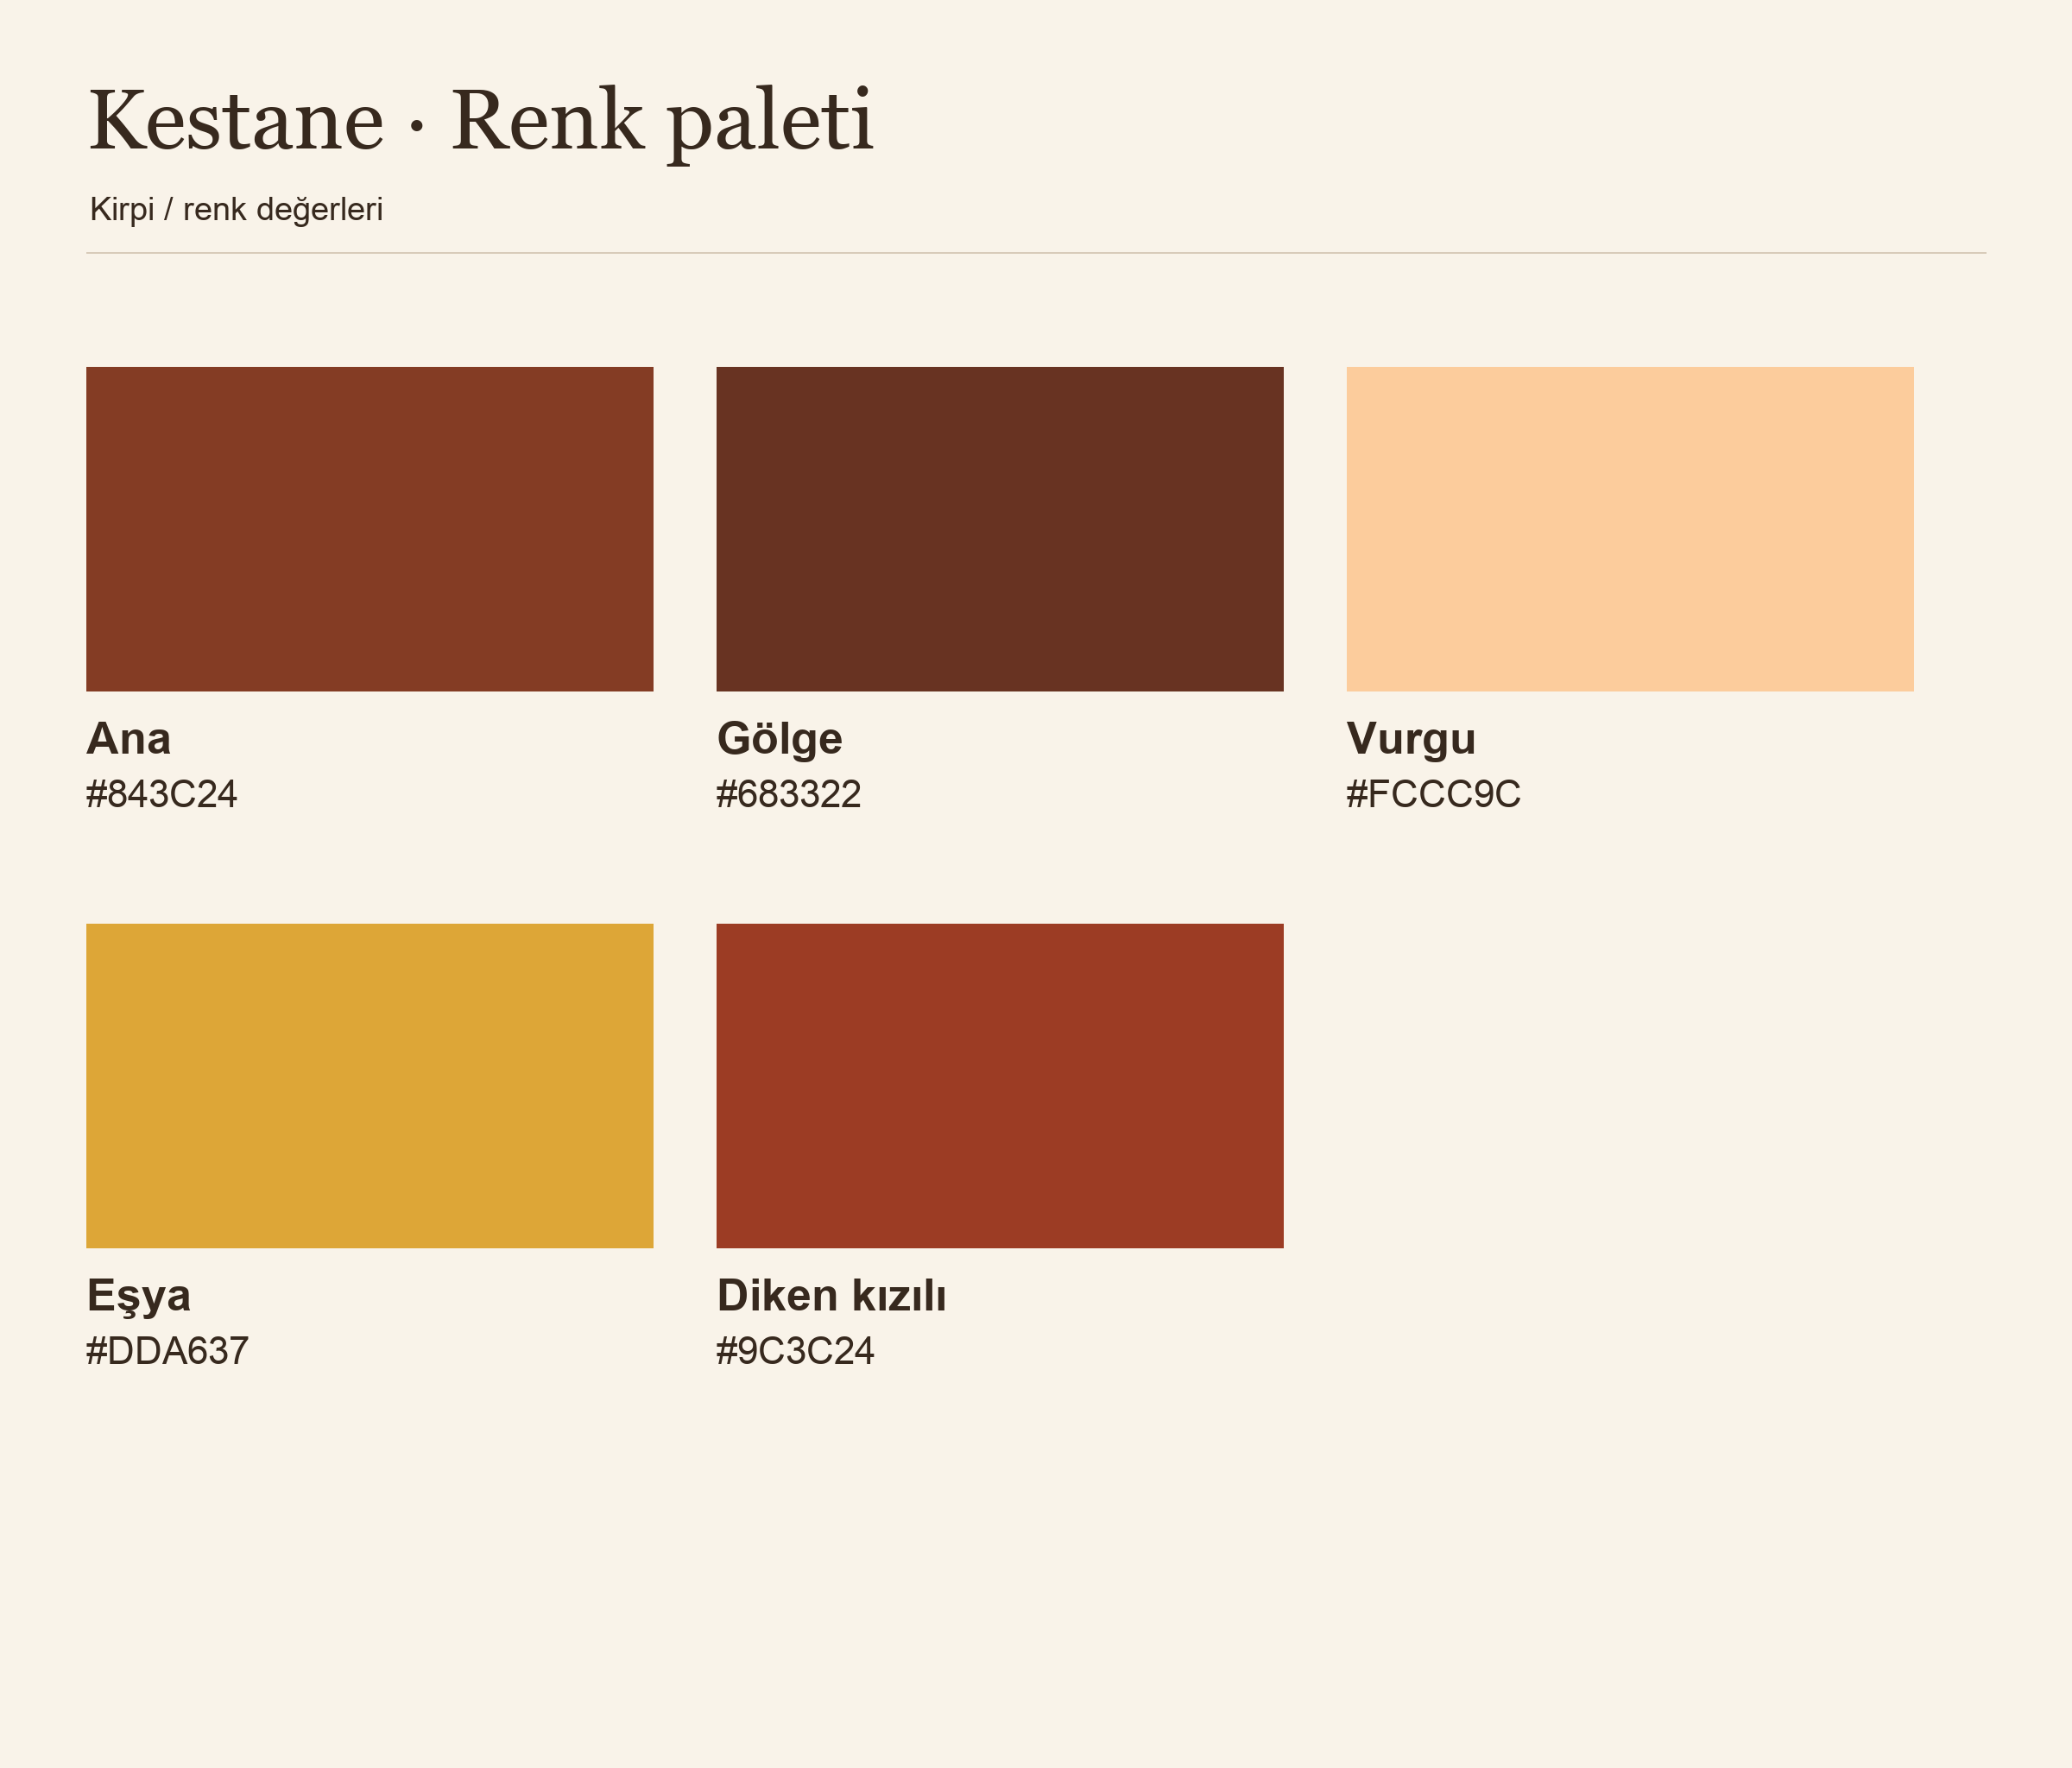 Kestane · Renk paleti
Kirpi / renk değerleri
Ana
#843C24
Gölge
#683322
Vurgu
#FCCC9C
Eşya
#DDA637
Diken kızılı
#9C3C24